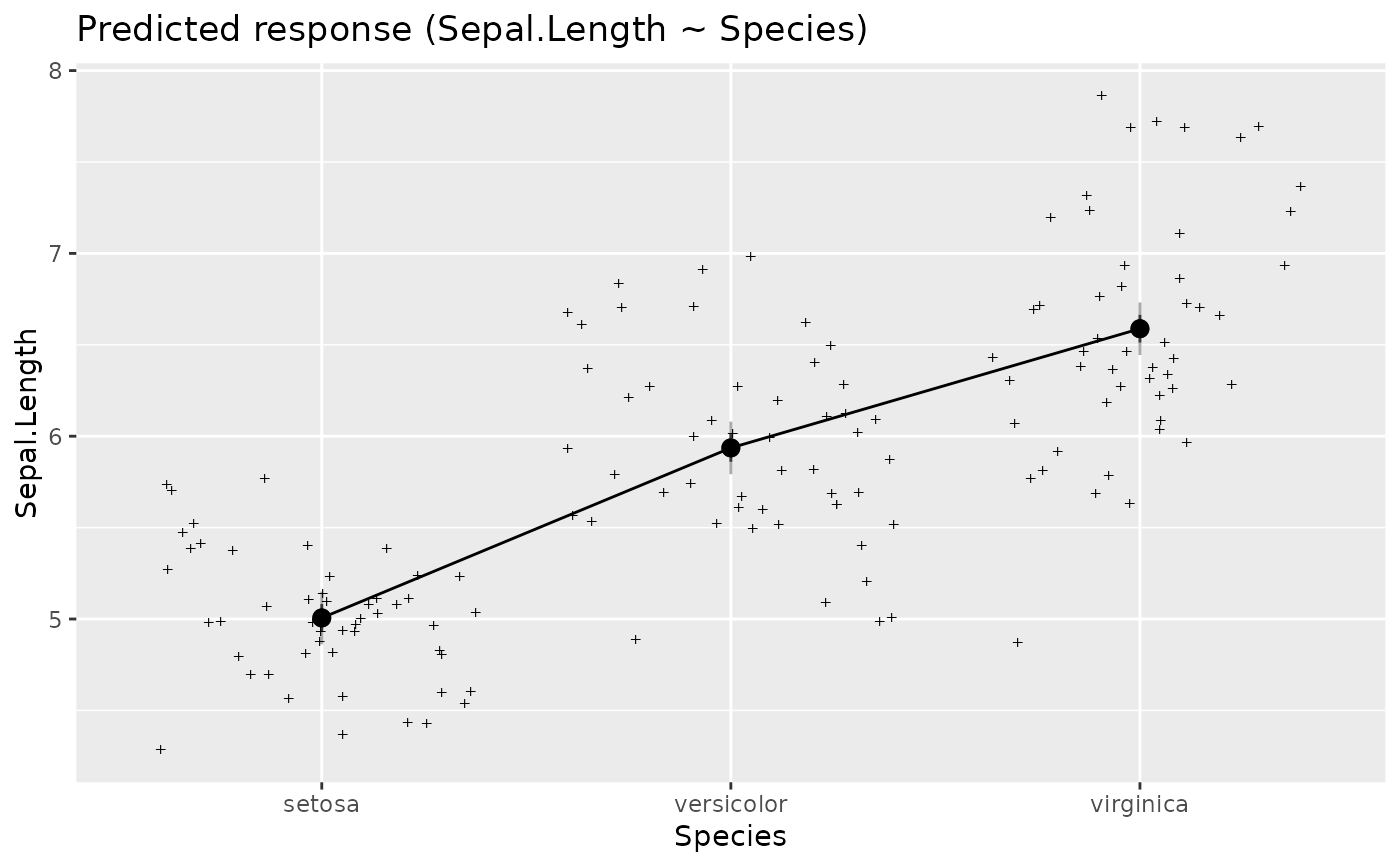 Predicted response (Sepal.Length ~ Species)
8
7
6
5
Sepal.Length
setosa versicolor virginica
Species